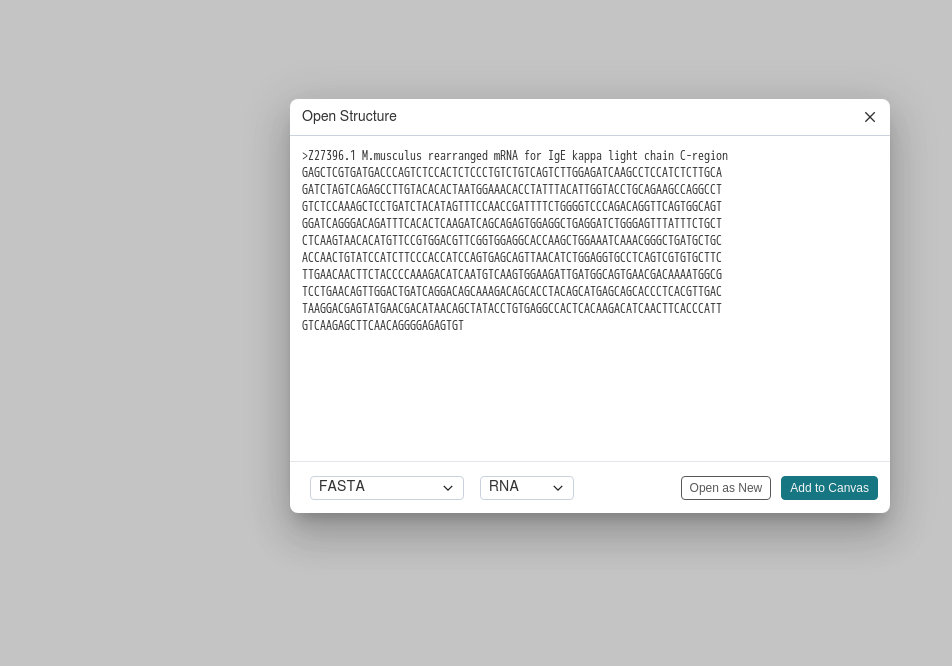 Open Structure
>Z27396.1 M.musculus rearranged mRNA for IgE kappa light chain C-region
GAGCTCGTGATGACCCAGTCTCCACTCTCCCTGTCTGTCAGTCTTGGAGATCAAGCCTCCATCTCTTGCA
GATCTAGTCAGAGCCTTGTACACACTAATGGAAACACCTATTTACATTGGTACCTGCAGAAGCCAGGCCT
GTCTCCAAAGCTCCTGATCTACATAGTTTCCAACCGATTTTCTGGGGTCCCAGACAGGTTCAGTGGCAGT
GGATCAGGGACAGATTTCACACTCAAGATCAGCAGAGTGGAGGCTGAGGATCTGGGAGTTTATTTCTGCT
CTCAAGTAACACATGTTCCGTGGACGTTCGGTGGAGGCACCAAGCTGGAAATCAAACGGGCTGATGCTGC
ACCAACTGTATCCATCTTCCCACCATCCAGTGAGCAGTTAACATCTGGAGGTGCCTCAGTCGTGTGCTTC
TTGAACAACTTCTACCCCAAAGACATCAATGTCAAGTGGAAGATTGATGGCAGTGAACGACAAAATGGCG
TCCTGAACAGTTGGACTGATCAGGACAGCAAAGACAGCACCTACAGCATGAGCAGCACCCTCACGTTGAC
TAAGGACGAGTATGAACGACATAACAGCTATACCTGTGAGGCCACTCACAAGACATCAACTTCACCCATT
GTCAAGAGCTTCAACAGGGGAGAGTGT
FASTA
RNA
Open as New
Add to Canvas